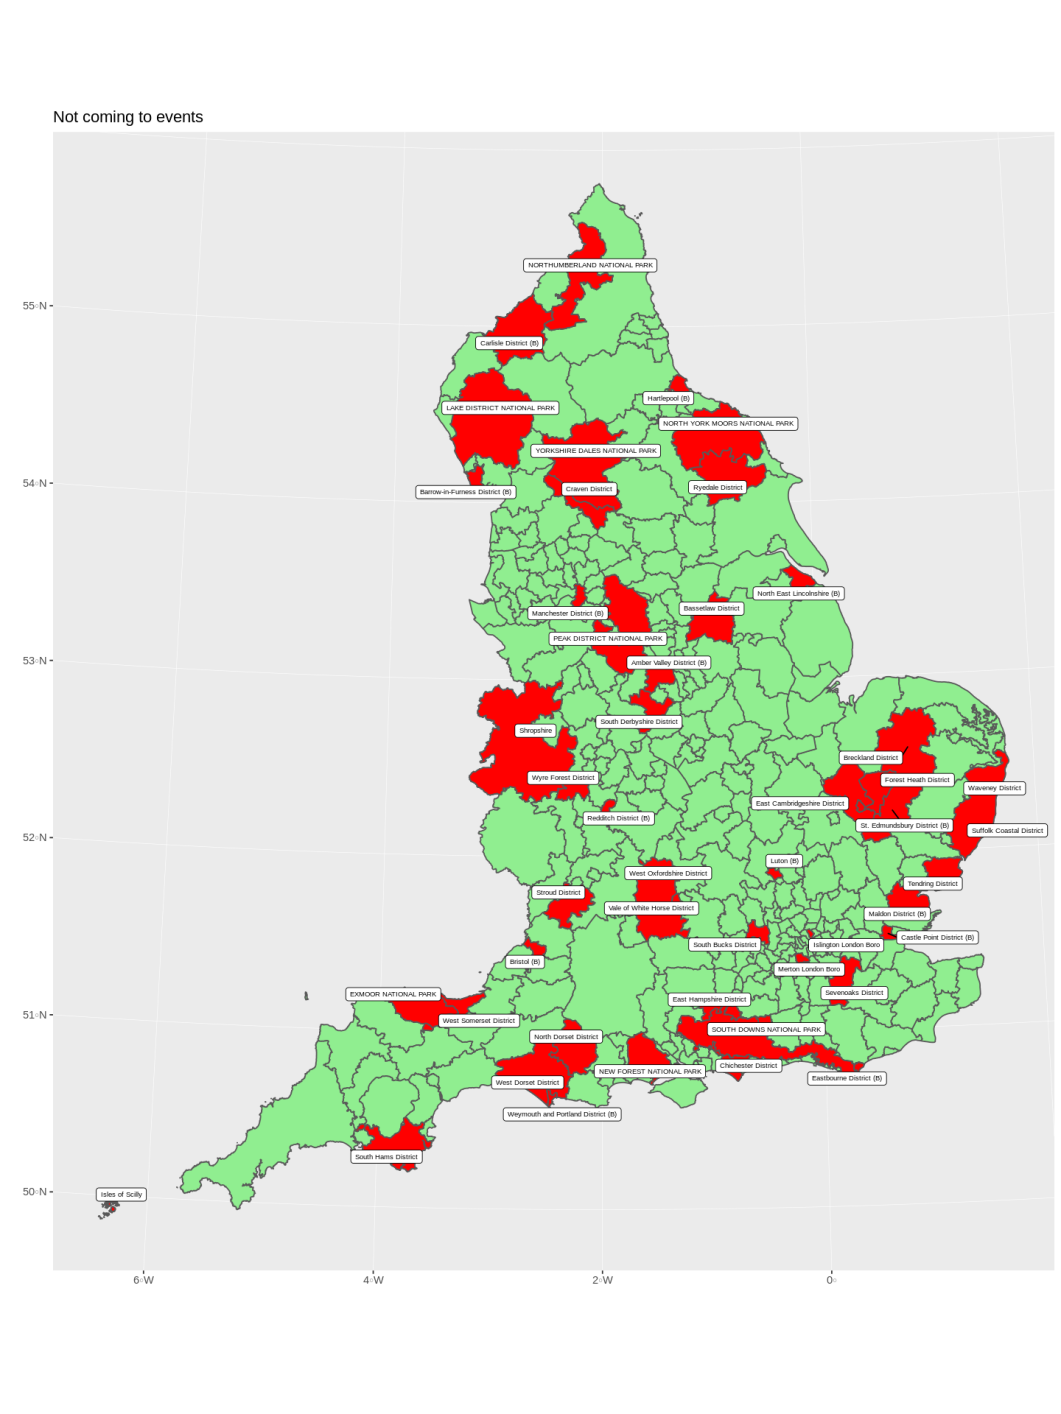 Not coming to events
NORTHUMBERLAND NATIONAL PARK
55°N
Carlisle District (B)
Hartlepool (B)
LAKE DISTRICT NATIONAL PARK
NORTH YORK MOORS NATIONAL PARK
YORKSHIRE DALES NATIONAL PARK
54°N
Craven District
Ryedale District
Barrow-in-Furness District (B)
North East Lincolnshire (B)
Manchester District (B)
Bassetlaw District
PEAK DISTRICT NATIONAL PARK
53°N
Amber Valley District (B)
South Derbyshire District
Shropshire
Breckland District
Wyre Forest District
Forest Heath District
Waveney District
East Cambridgeshire District
Redditch (B)
St. Edmundsbury District (B)
Suffolk Coastal District
52°N
Luton (B)
West Oxfordshire District
Tendring District
Stroud District
Vale of White Horse District
Maldon District (B)
Castle Point District (B)
South Bucks District
Islington London Boro
Bristol (B)
Merton London Boro
EXMOOR NATIONAL PARK
Sevenoaks District
East Hampshire District
51°N
West Somerset District
SOUTH DOWNS NATIONAL PARK
North Dorset District
Chichester District
NEW FOREST NATIONAL PARK
Eastbourne District (B)
West Dorset District
Weymouth and Portland District (B)
South Hams District
50°N
Isles of Scilly
6°W
4°W
2°W
0°